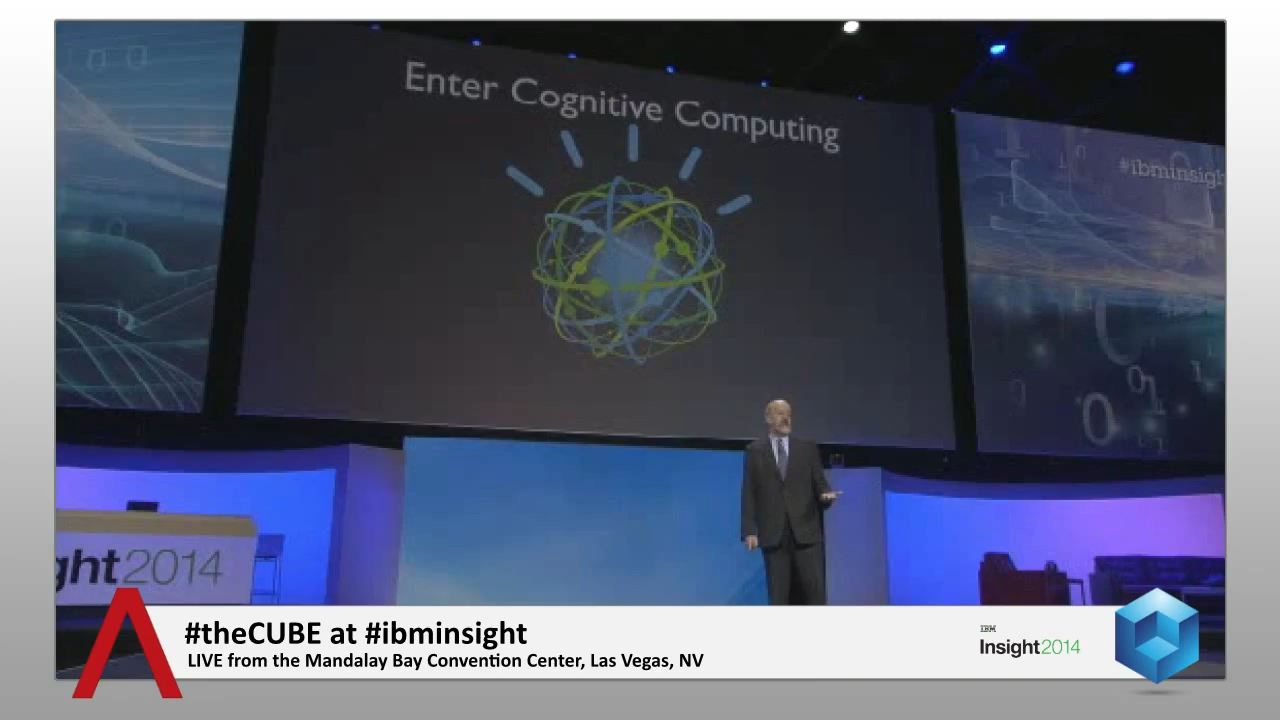 Enter Cognitive Computing
#ibminsigh
ght2014
#theCUBE at #ibminsight
LIVE from the Mandalay Bay Convention Center, Las Vegas, NV
IBM
Insight2014